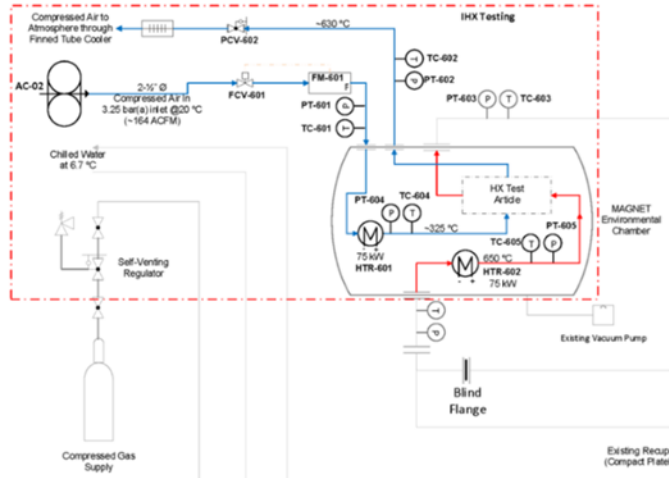 Compressed Air to
Atmosphere through
Finned Tube Cooler
PCV-602
~630 °C
IHX Testing
TC-602
P
PT-602
AC-02
2-½" Ø
Compressed Air In
3.25 bar(a) inlet @20 °C
(~164 ACFM)
FCV-601
FM-601
F
PT-601
P
TC-601
T
PT-603
P
T
TC-603
Chilled Water
at 6.7 °C
HX Test
Article
MAGNET
Environmental
Chamber
PT-604
TC-604
P
T
~325 °C
M
- +
75 kW
HTR-601
TC-605
PT-605
T
P
650 °C
M
- +
HTR-602
75 kW
Self-Venting
Regulator
T
P
Existing Vacuum Pump
Blind
Flange
Compressed Gas
Supply
Existing Recup
(Compact Plate